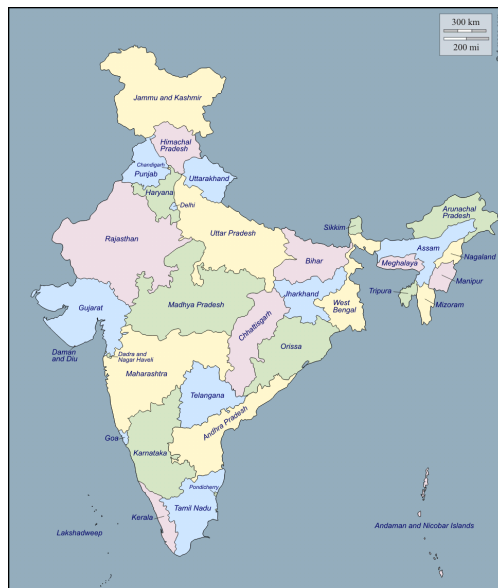 300 km
200 mi
Jammu and Kashmir
Himachal
Pradesh
Chandigarh
Punjab
Uttarakhand
Haryana
Delhi
Arunachal
Pradesh
Sikkim
Rajasthan
Uttar Pradesh
Assam
Nagaland
Bihar
Meghalaya
Manipur
Jharkhand
Tripura
Mizoram
Gujarat
Madhya Pradesh
West
Bengal
Chhattisgarh
Daman
and Diu
Dadra and
Nagar Haveli
Orissa
Maharashtra
Telangana
Andhra Pradesh
Goa
Karnataka
Pondicherry
Tamil Nadu
Kerala
Lakshadweep
Andaman and Nicobar Islands